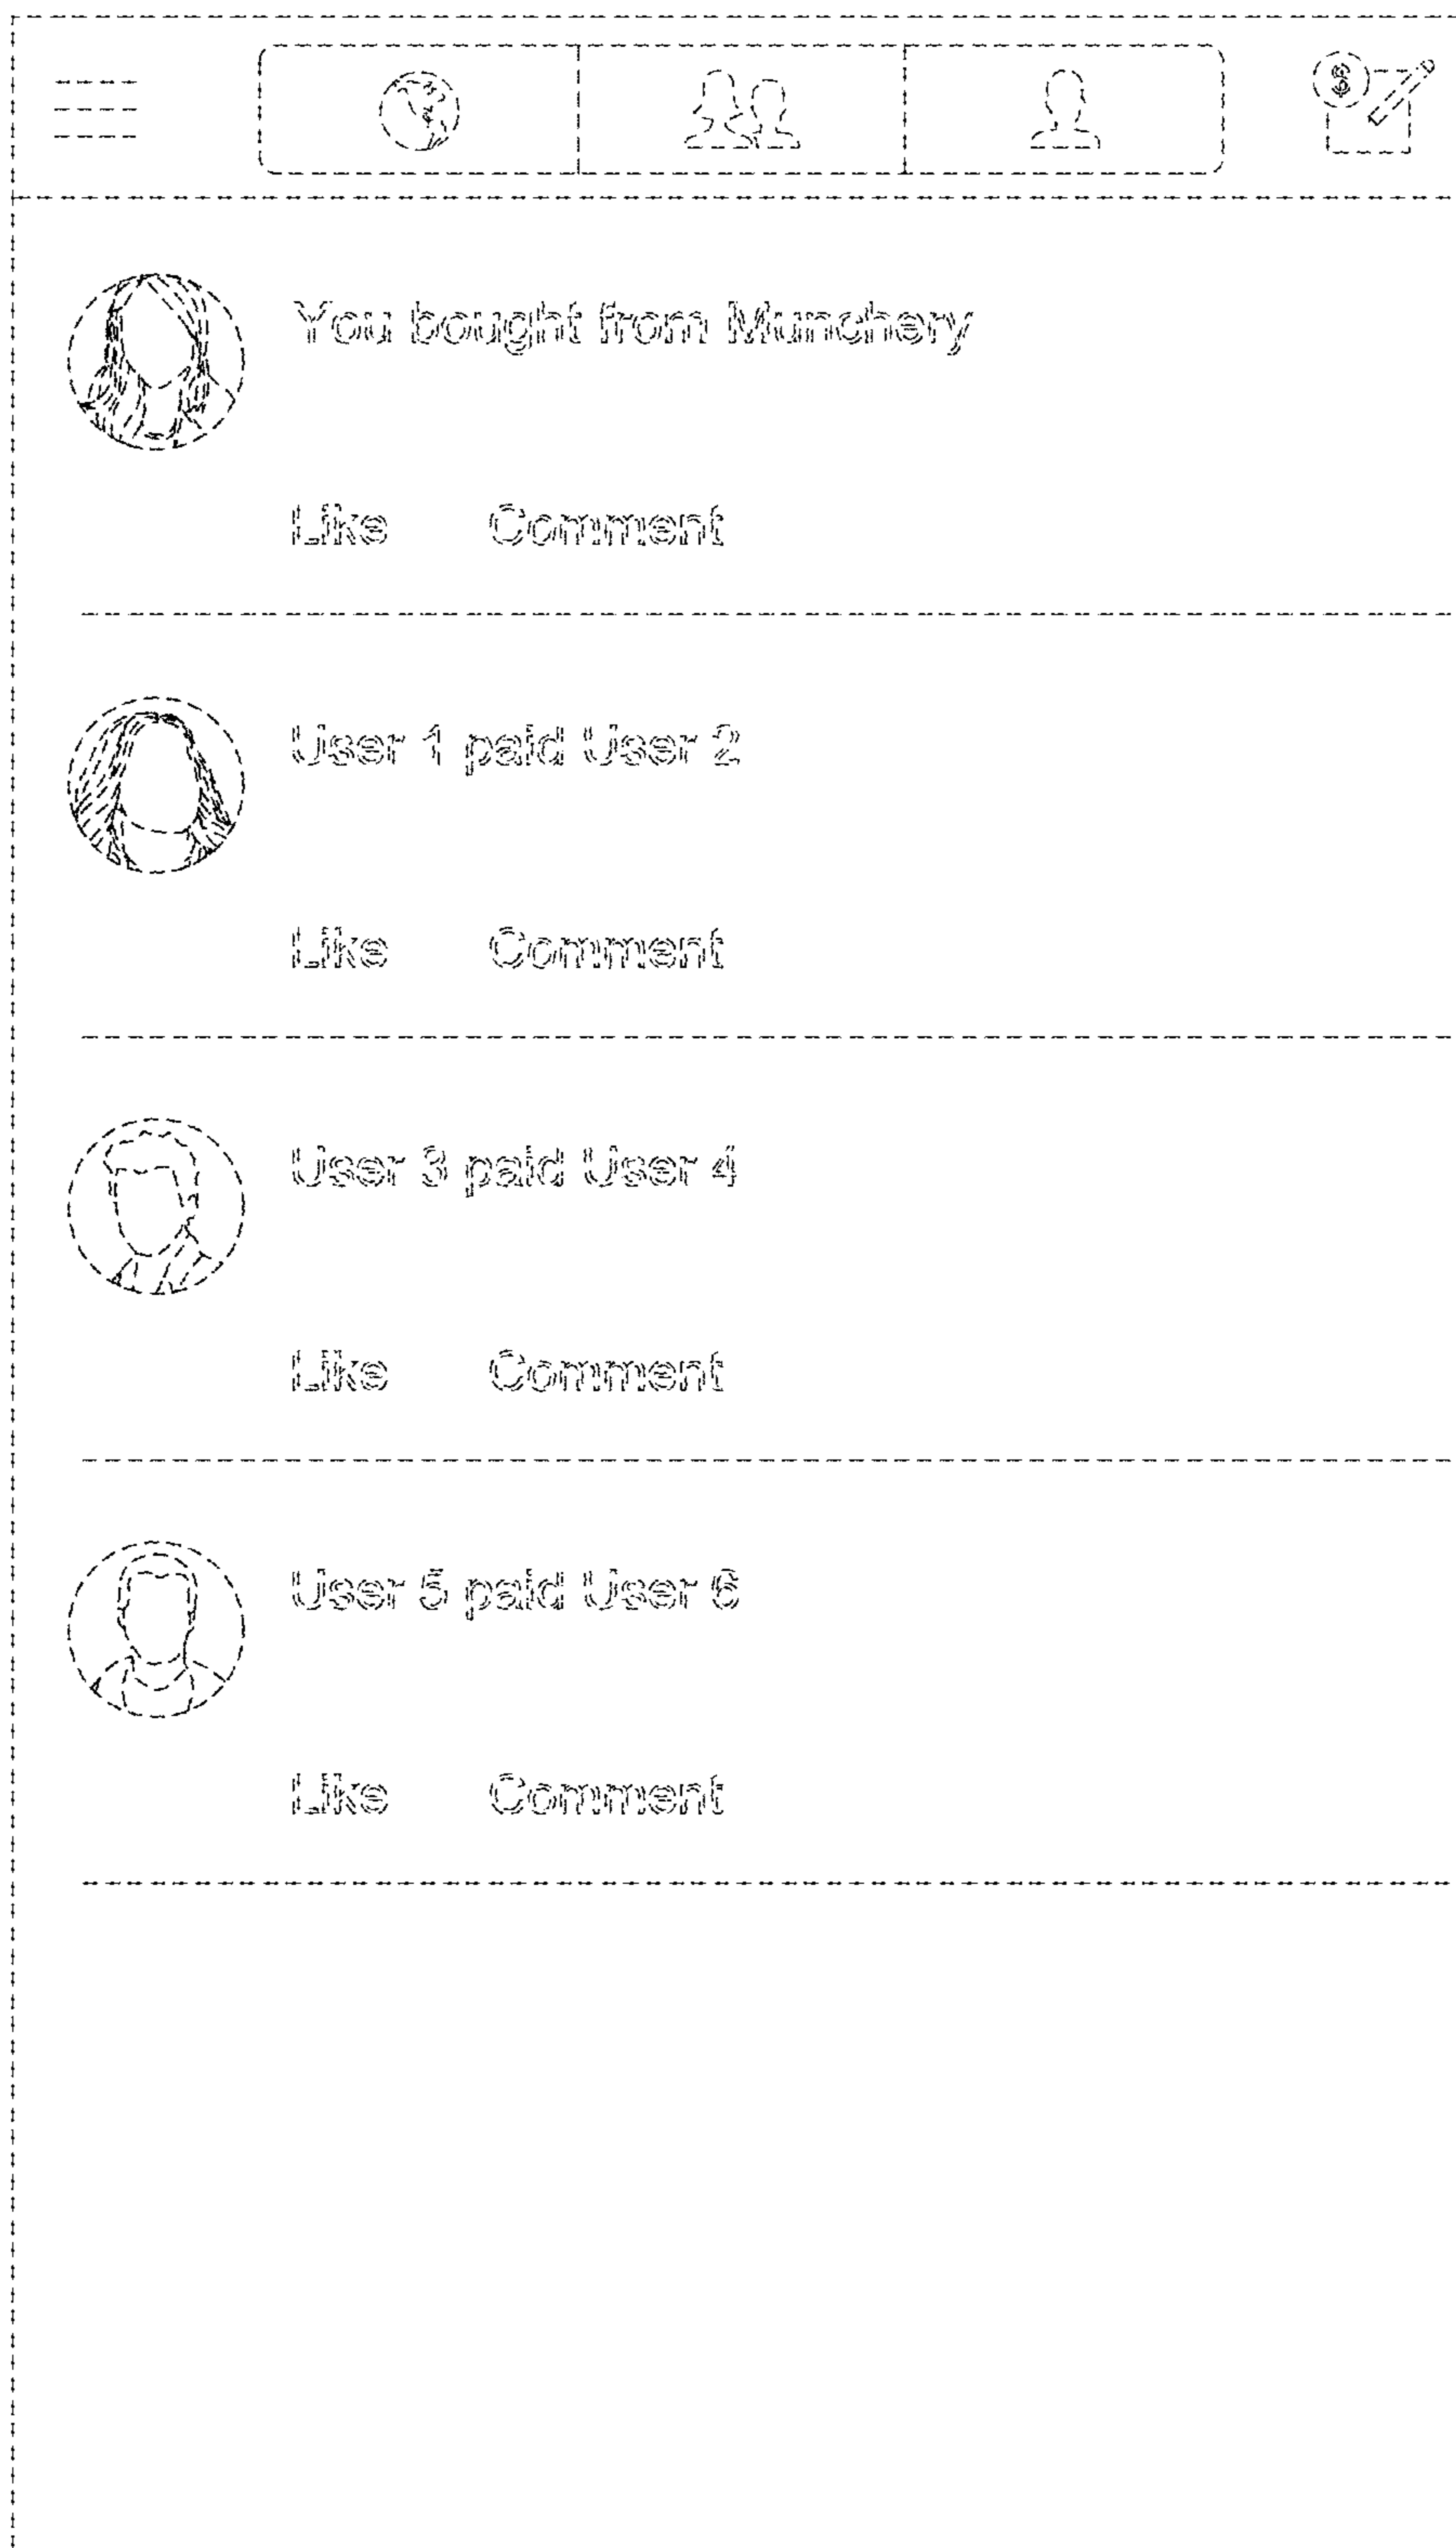 $
You bought from Munchery
Like Comment
User 1 paid User 2
Like Comment
User 3 paid User 4
Like Comment
User 5 paid User 6
Like Comment